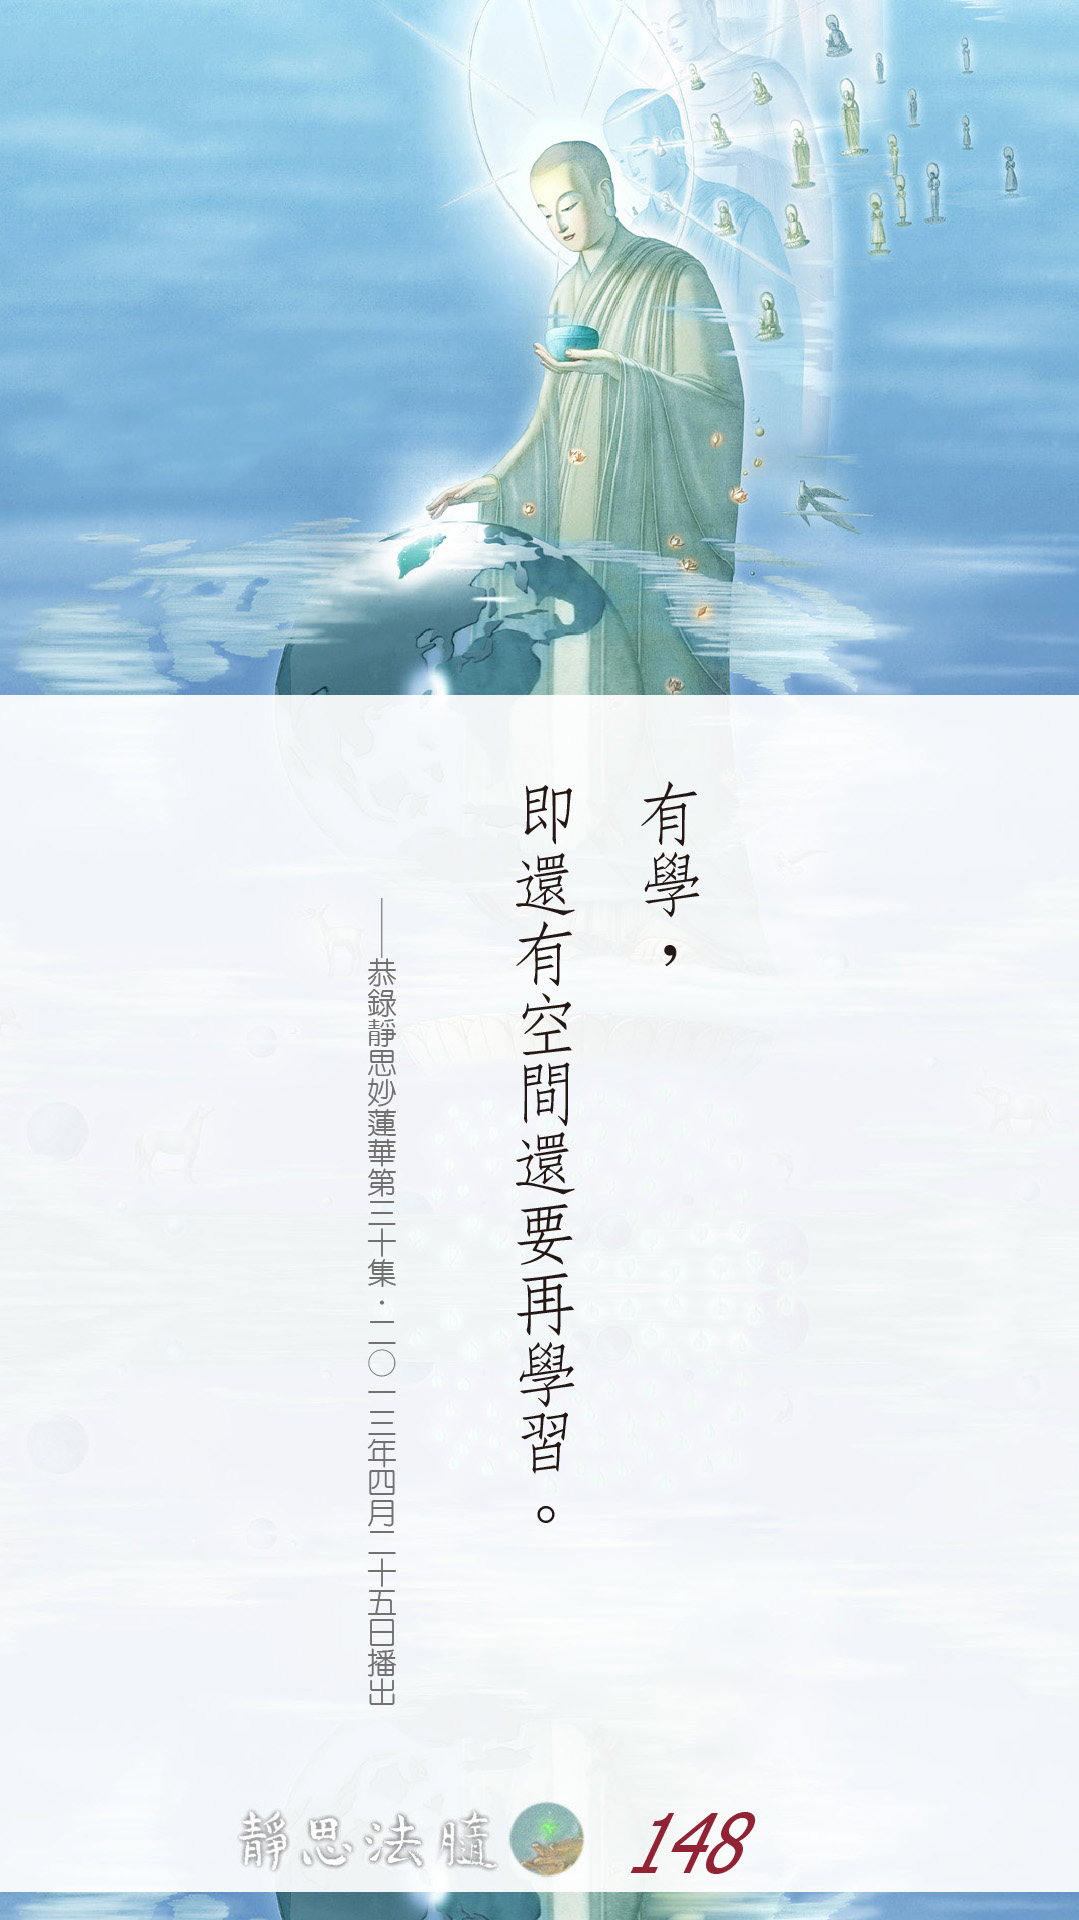 有學，
即還有空間還要再學習。
──恭錄靜思妙蓮華第三十集．二〇一三年四月二十五日播出
靜思法髓
148